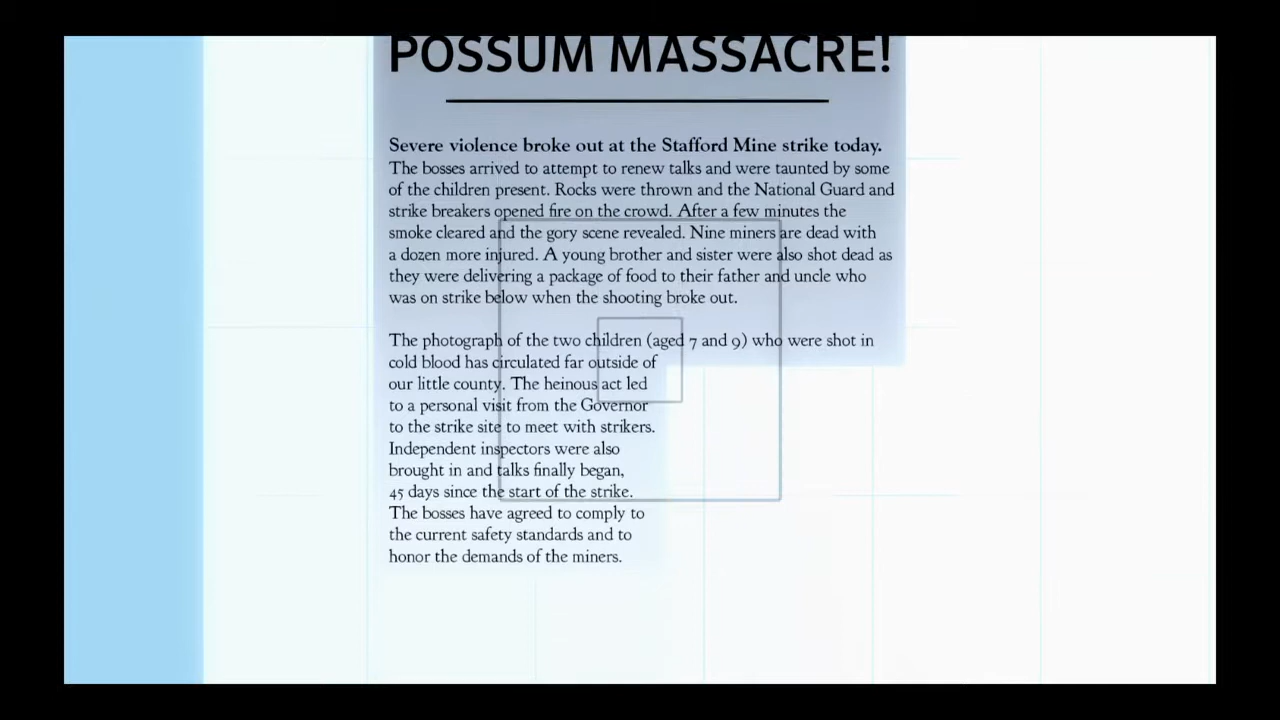 POSSUM MASSACRE!
Severe violence broke out at the Stafford Mine strike today.
The bosses arrived to attempt to renew talks and were taunted by some
of the children present. Rocks were thrown and the National Guard and
strike breakers opened fire on the crowd. After a few minutes the
smoke cleared and the gory scene revealed. Nine miners are dead with
a dozen more injured. A young brother and sister were also shot dead as
they were delivering a package of food to their father and uncle who
was on strike below when the shooting broke out.
The photograph of the two children (aged 7 and 9) who were shot in
cold blood has circulated far outside of
our little county. The heinous act led
to a personal visit from the Governor
to the strike site to meet with strikers.
Independent inspectors were also
brought in and talks finally began,
45 days since the start of the strike.
The bosses have agreed to comply to
the current safety standards and to
honor the demands of the miners.